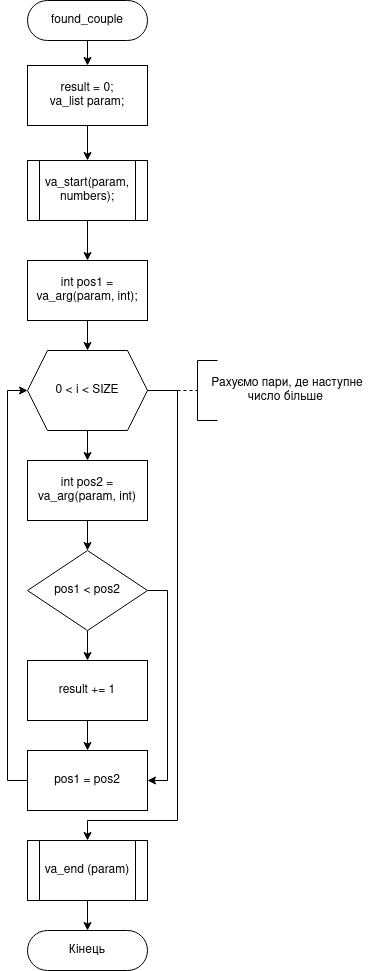 found_couple
result = 0;
va_list param;
va_start(param,
numbers);
int pos1 =
va_arg(param, int);
0 < i < SIZE
Рахуємо пари, де наступне
число більше
int pos2 =
va_arg(param, int)
pos1 < pos2
result += 1
pos1 = pos2
va_end (param)
Кінець